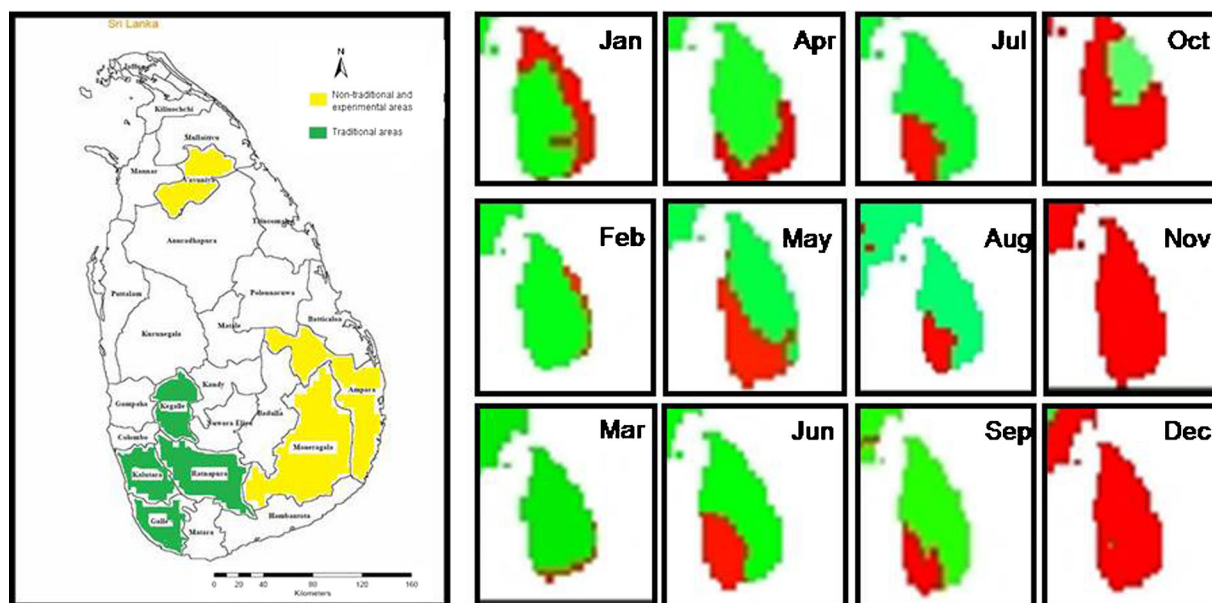 Sri Lanka
N
Non-traditional and
experimental areas
Traditional areas
Jaffna
Kilinochchi
Mullaitivu
Mannar
Vavuniya
Trincomalee
Anuradhapura
Puttalam
Polonnaruwa
Batticaloa
Matale
Kurunegala
Kandy
Ampara
Gampaha
Kegalle
Badulla
Nuwara Eliya
Colombo
Moneragala
Kalutara
Ratnapura
Hambantota
Galle
Matara
0 20 40 80 120 160
Kilometers
Jan
Apr
Jul
Oct
Feb
May
Aug
Nov
Mar
Jun
Sep
Dec